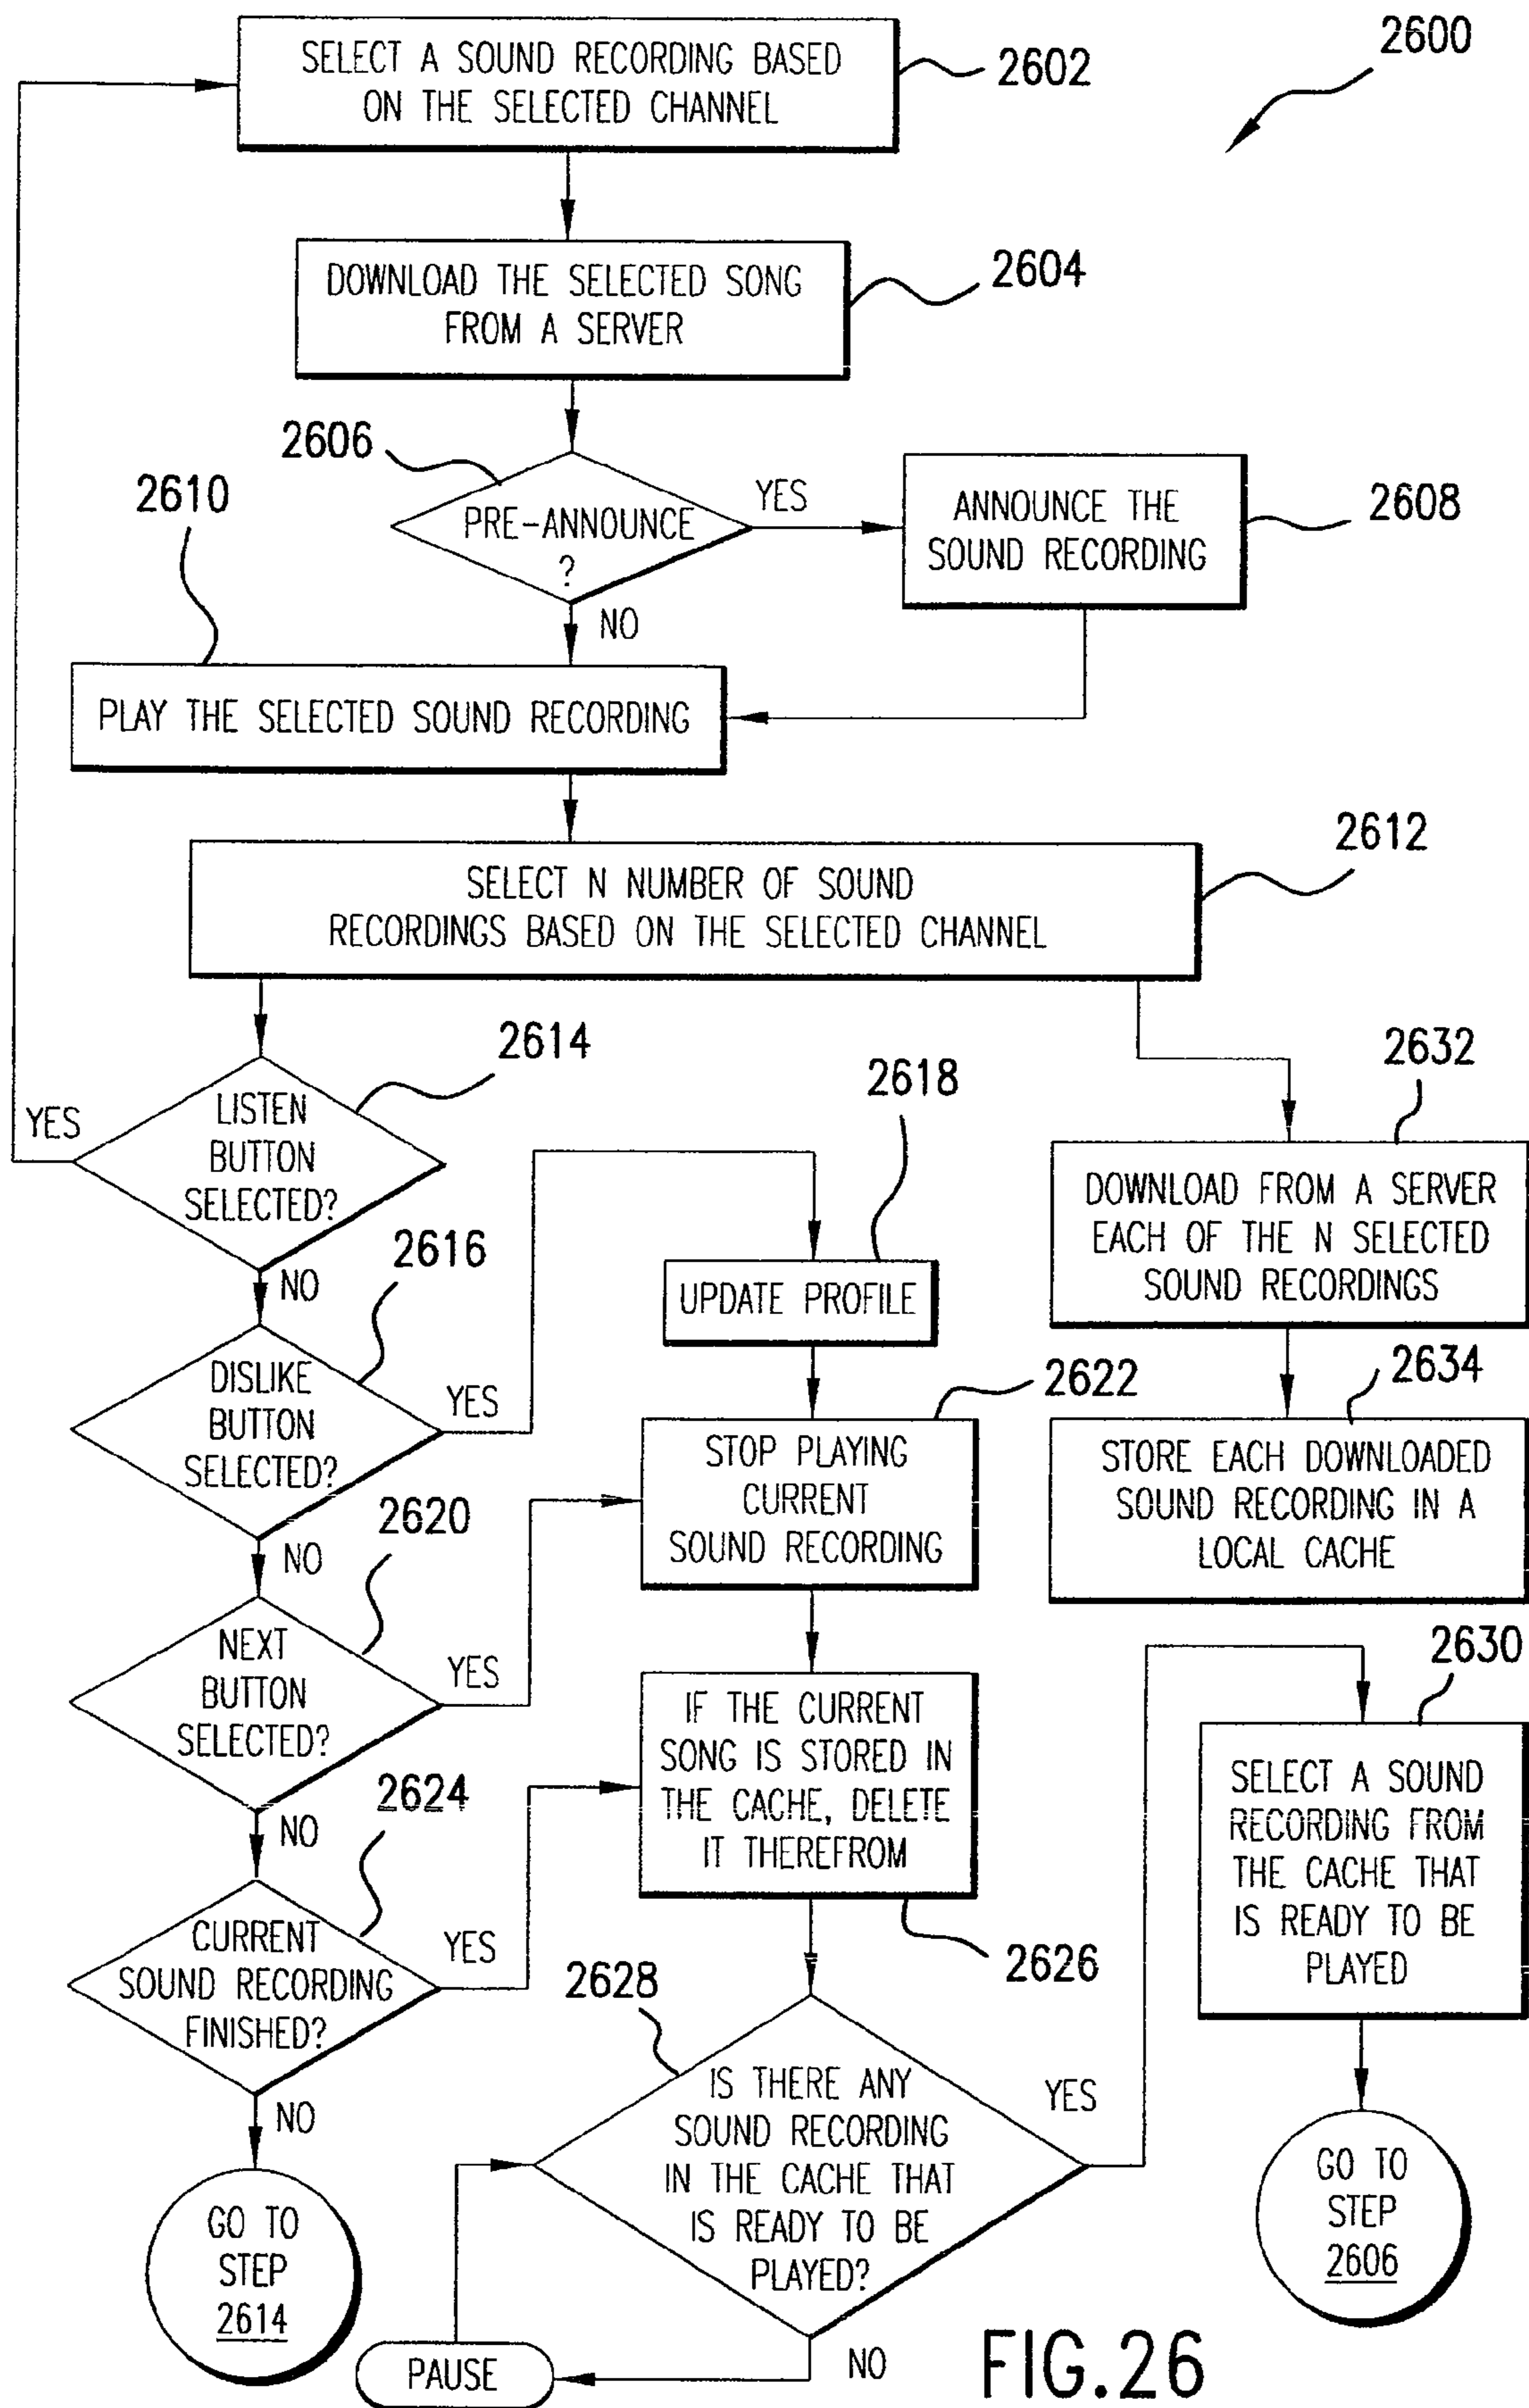 2600
SELECT A SOUND RECORDING BASED
ON THE SELECTED CHANNEL
2602
DOWNLOAD THE SELECTED SONG
FROM A SERVER
2604
2606
PRE-ANNOUNCE
?
YES
NO
ANNOUNCE THE
SOUND RECORDING
2608
2610
PLAY THE SELECTED SOUND RECORDING
2612
SELECT N NUMBER OF SOUND
RECORDINGS BASED ON THE SELECTED CHANNEL
2614
LISTEN
BUTTON
SELECTED?
YES
NO
2616
DISLIKE
BUTTON
SELECTED?
YES
NO
2618
UPDATE PROFILE
2620
NEXT
BUTTON
SELECTED?
YES
NO
2622
STOP PLAYING
CURRENT
SOUND RECORDING
2624
CURRENT
SOUND RECORDING
FINISHED?
YES
NO
GO TO
STEP
2614
IF THE CURRENT
SONG IS STORED IN
THE CACHE, DELETE
IT THEREFROM
2626
2628
IS THERE ANY
SOUND RECORDING
IN THE CACHE THAT
IS READY TO BE
PLAYED?
YES
NO
PAUSE
2632
DOWNLOAD FROM A SERVER
EACH OF THE N SELECTED
SOUND RECORDINGS
2634
STORE EACH DOWNLOADED
SOUND RECORDING IN A
LOCAL CACHE
2630
SELECT A SOUND
RECORDING FROM
THE CACHE THAT
IS READY TO BE
PLAYED
GO TO
STEP
2606
FIG.26